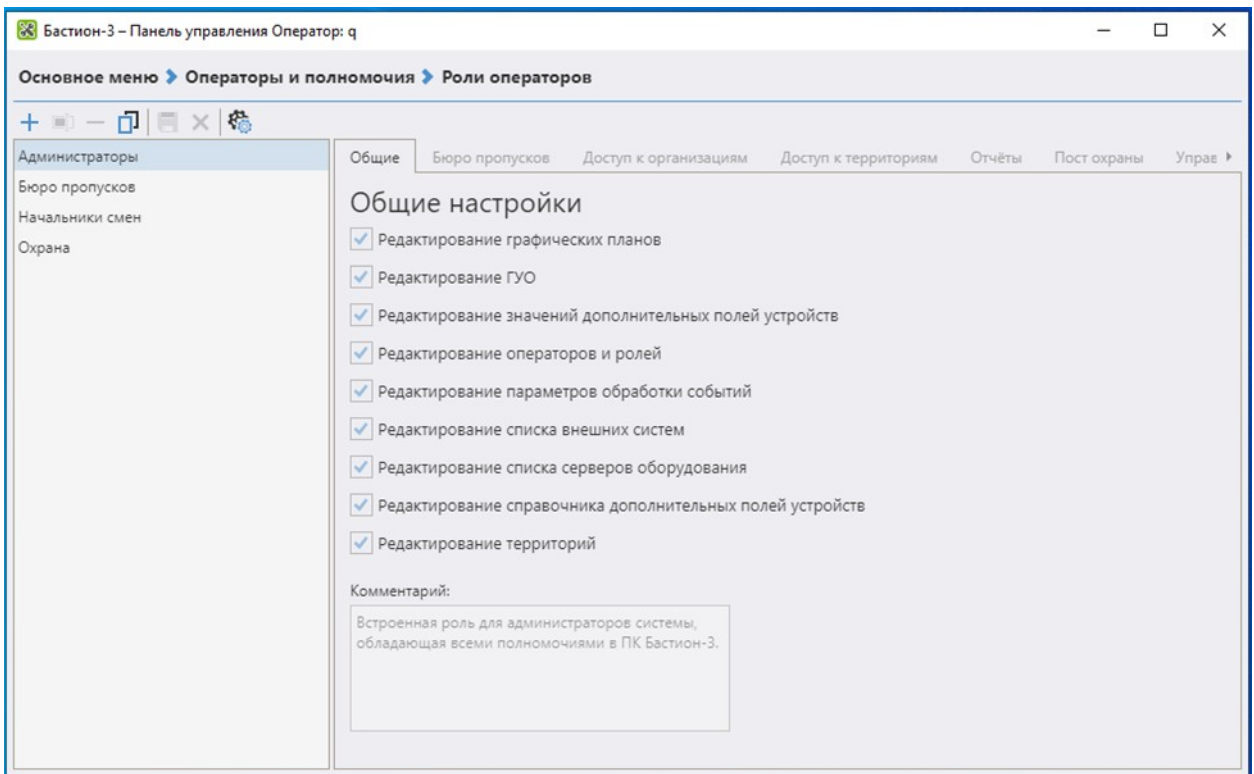 Бастион-3 – Панель управления Оператор: q
Основное меню Операторы и полномочия Роли операторов
Администраторы
Бюро пропусков
Начальники смен
Охрана
Общие Бюро пропусков Доступ к организациям Доступ к территориям Отчёты Пост охраны Управ
Общие настройки
Редактирование графических планов
Редактирование ГУО
Редактирование значений дополнительных полей устройств
Редактирование операторов и ролей
Редактирование параметров обработки событий
Редактирование списка внешних систем
Редактирование списка серверов оборудования
Редактирование справочника дополнительных полей устройств
Редактирование территорий
Комментарий:
Встроенная роль для администраторов системы,
обладающая всеми полномочиями в ПК Бастион-3.